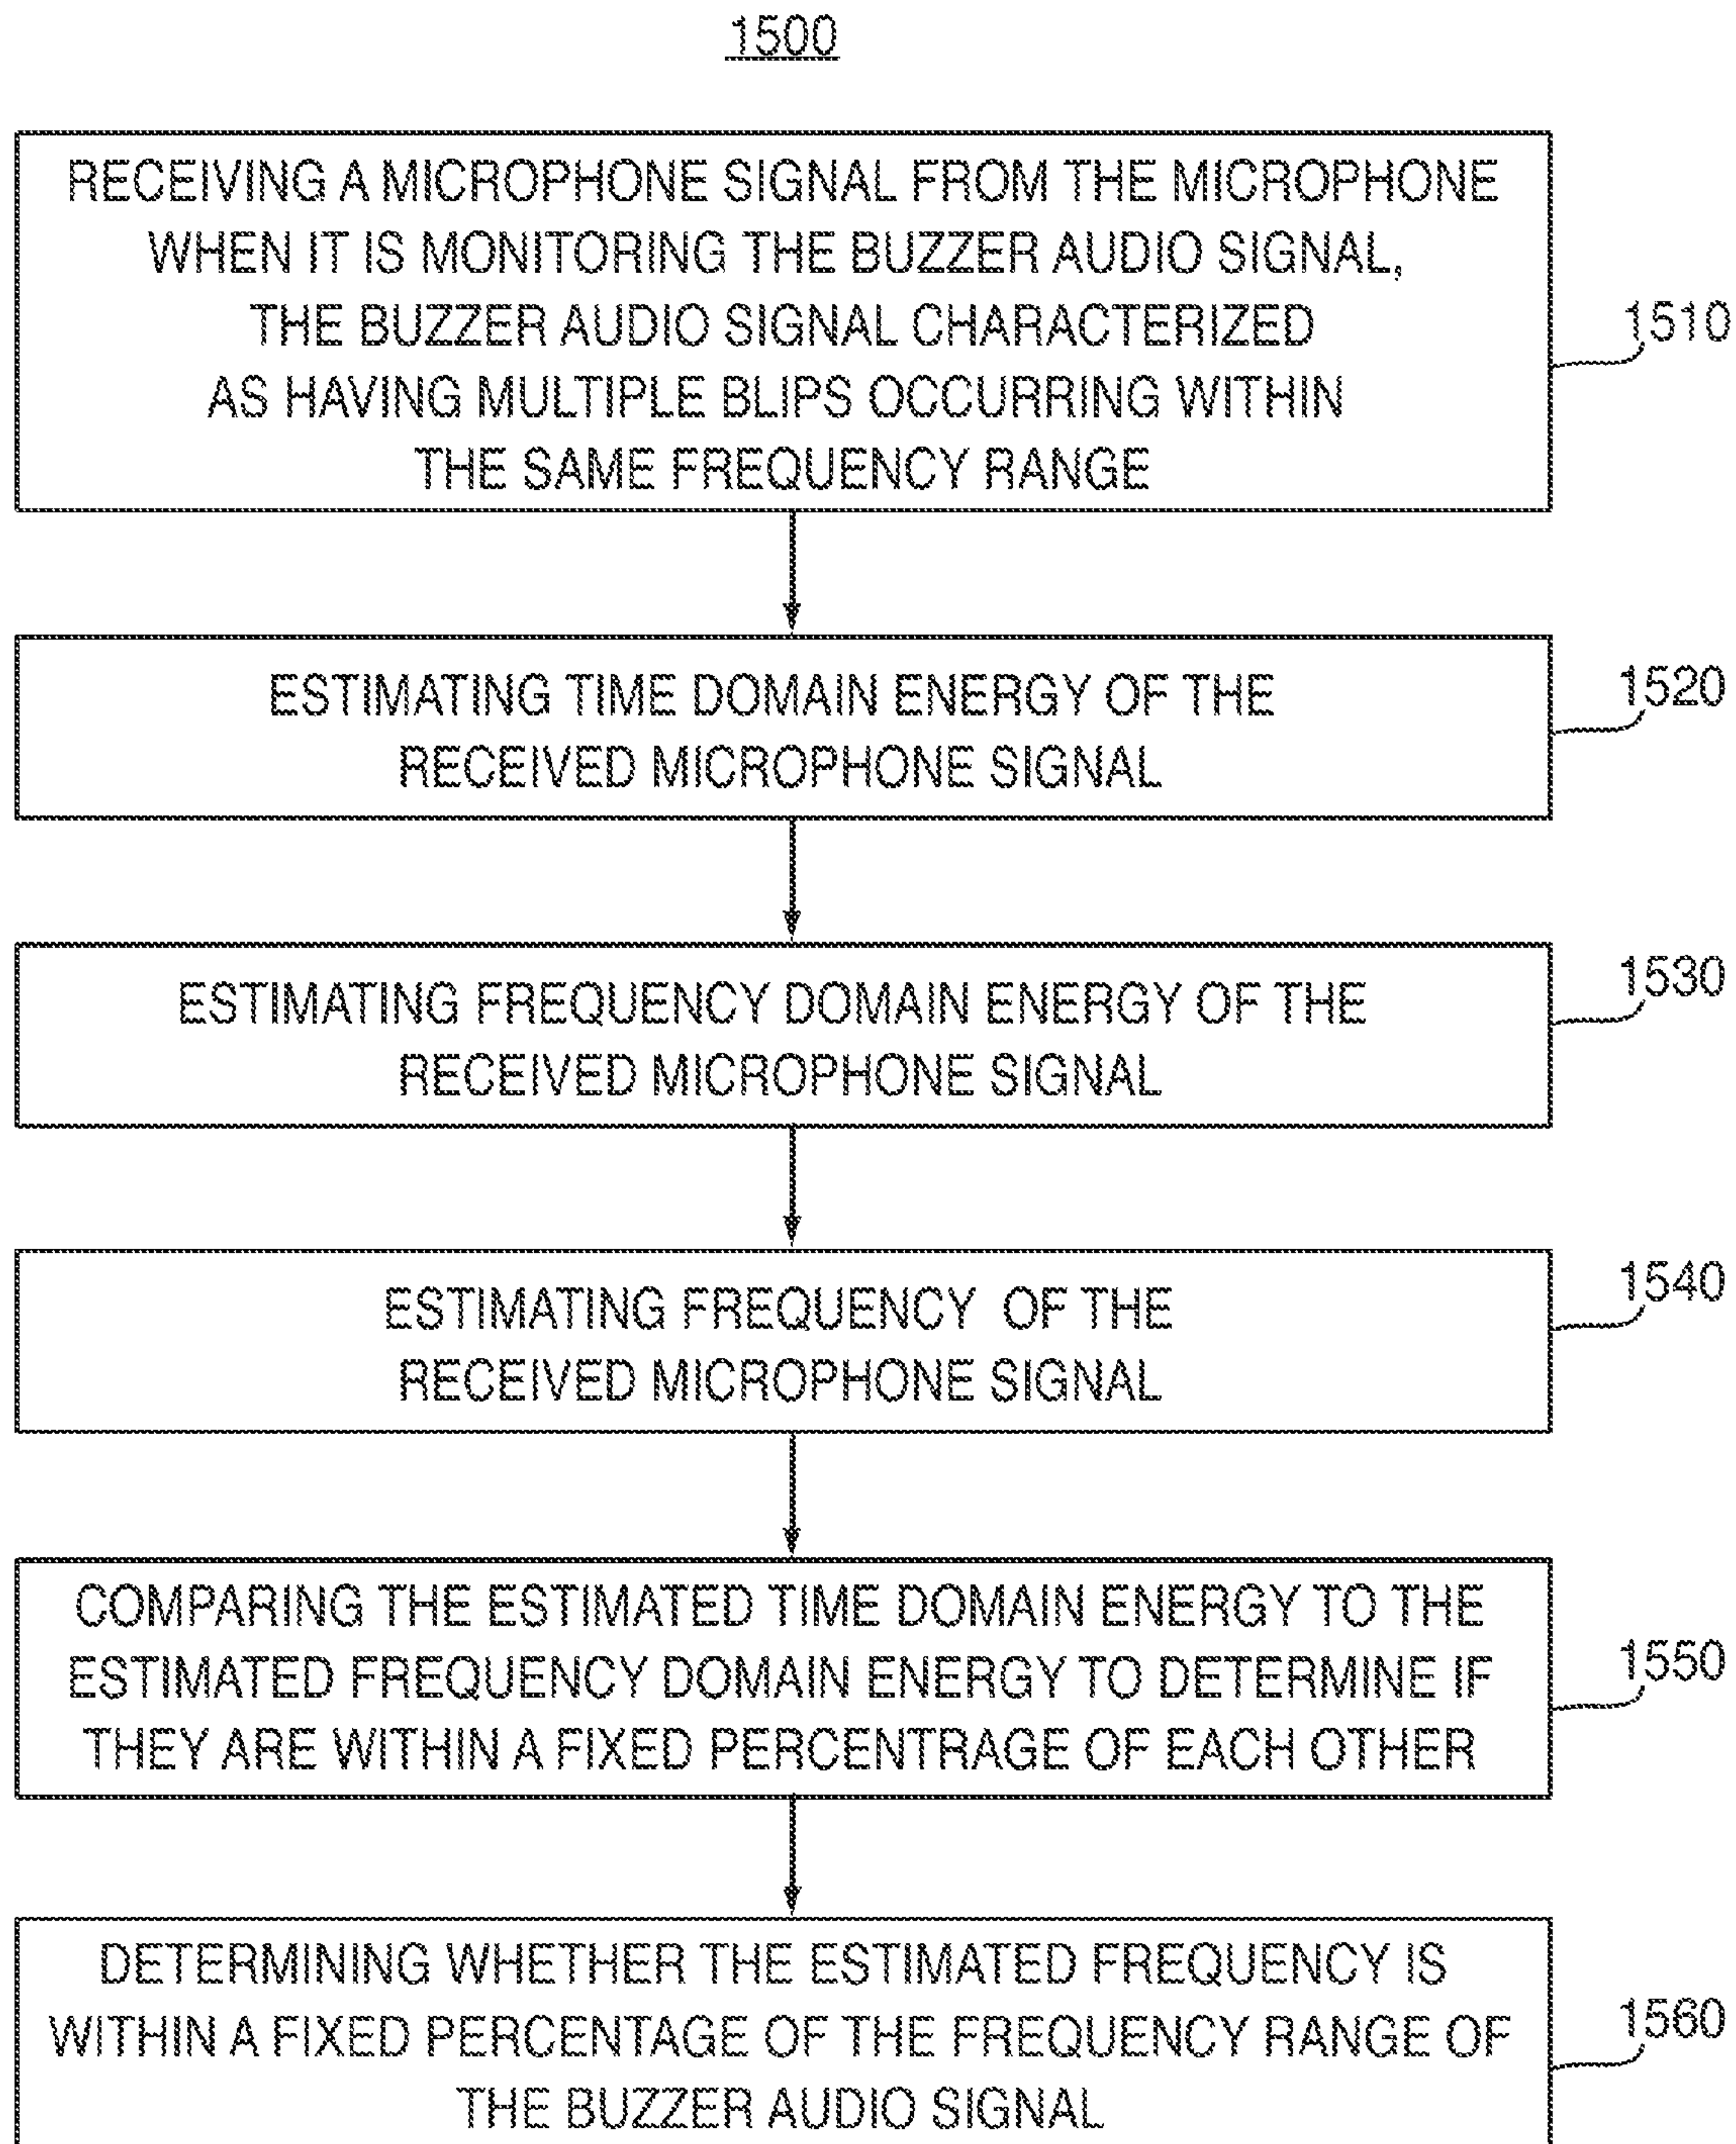 1500
RECEIVING A MICROPHONE SIGNAL FROM THE MICROPHONE
WHEN IT IS MONITORING THE BUZZER AUDIO SIGNAL,
THE BUZZER AUDIO SIGNAL CHARACTERIZED
AS HAVING MULTIPLE BLIPS OCCURRING WITHIN
THE SAME FREQUENCY RANGE
1510
ESTIMATING TIME DOMAIN ENERGY OF THE
RECEIVED MICROPHONE SIGNAL
1520
ESTIMATING FREQUENCY DOMAIN ENERGY OF THE
RECEIVED MICROPHONE SIGNAL
1530
ESTIMATING FREQUENCY OF THE
RECEIVED MICROPHONE SIGNAL
1540
COMPARING THE ESTIMATED TIME DOMAIN ENERGY TO THE
ESTIMATED FREQUENCY DOMAIN ENERGY TO DETERMINE IF
THEY ARE WITHIN A FIXED PERCENTRAGE OF EACH OTHER
1550
DETERMINING WHETHER THE ESTIMATED FREQUENCY IS
WITHIN A FIXED PERCENTAGE OF THE FREQUENCY RANGE OF
THE BUZZER AUDIO SIGNAL
1560